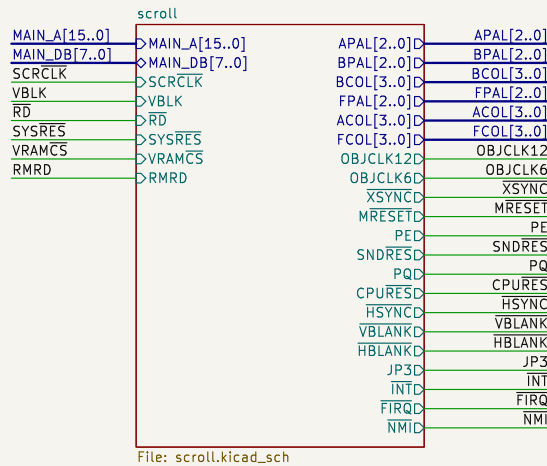 scroll
MAIN_A[15..0] MAIN_A[15..0] APAL[2..0] APAL[2..0]
MAIN_DB[7..0] MAIN_DB[7..0] BPAL[2..0] BPAL[2..0]
SCRCLK SCRCLK BCOL[3..0] BCOL[3..0]
VBLK VBLK FPAL[2..0] FPAL[2..0]
RD RD ACOL[3..0] ACOL[3..0]
SYSRES SYSRES FCOL[3..0] FCOL[3..0]
VRAMCS VRAMCS OBJCLK12 OBJCLK12
RMRD RMRD OBJCLK6 OBJCLK6
XSYNC XSYNC
MRESET MRESET
PE PE
SNDRES SNDRES
PQ PQ
CPURES CPURES
HSYNC HSYNC
VBLANK VBLANK
HBLANK HBLANK
JP3 JP3
INT INT
FIRQ FIRQ
NMI NMI
File: scroll.kicad_sch